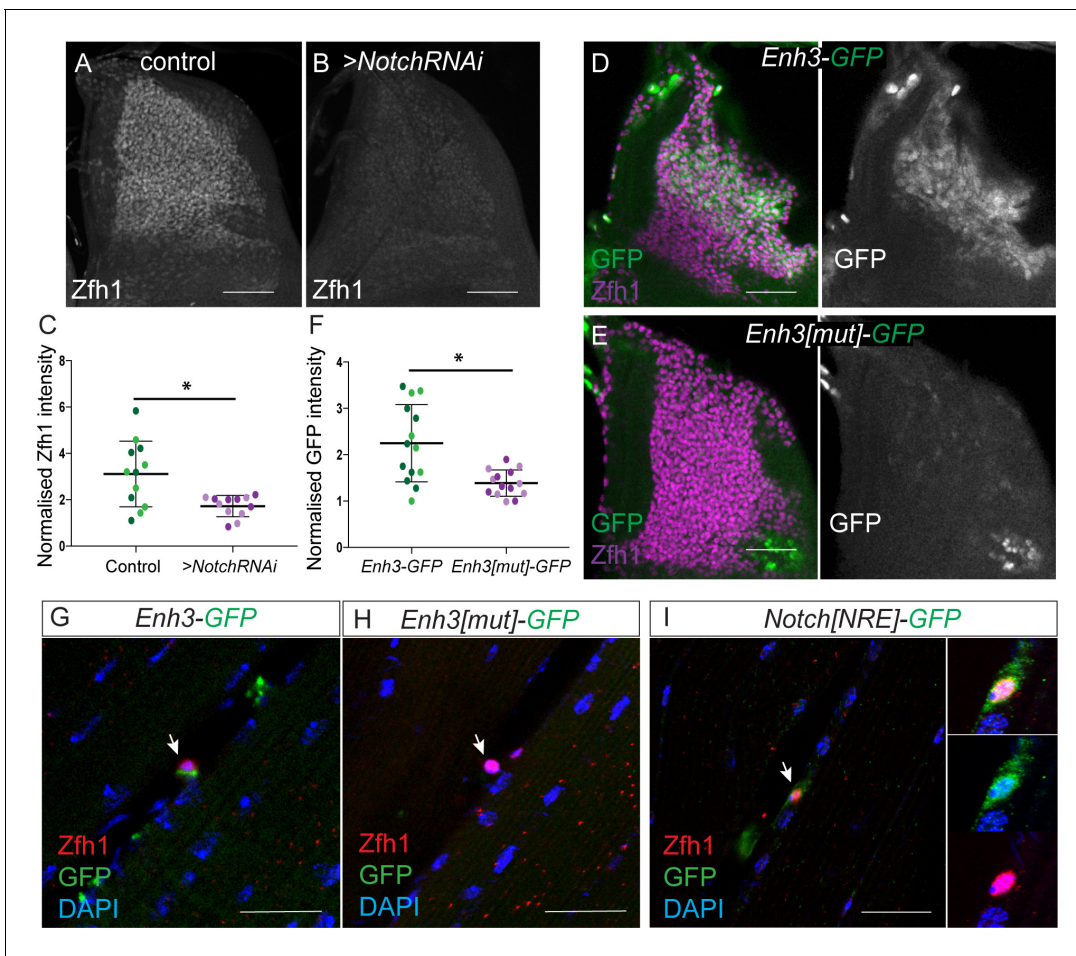 A control
Zfh1
B >NotchRNAi
Zfh1
D Enh3-GFP
GFP
Zfh1
GFP
E Enh3[mut]-GFP
GFP
Zfh1
GFP
C
Normalised Zfh1 intensity
8
6
4
2
0
*
Control >NotchRNAi
F
Normalised GFP intensity
4
3
2
1
0
*
Enh3-GFP Enh3[mut]-GFP
G Enh3-GFP
Zfh1
GFP
DAPI
H Enh3[mut]-GFP
Zfh1
GFP
DAPI
I Notch[NRE]-GFP
Zfh1
GFP
DAPI